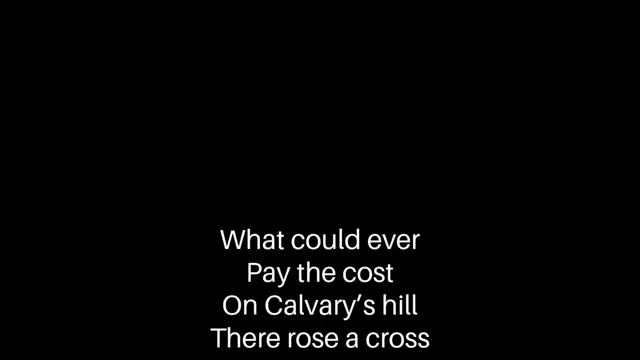 What could ever
Pay the cost
On Calvary’s hill
There rose a cross